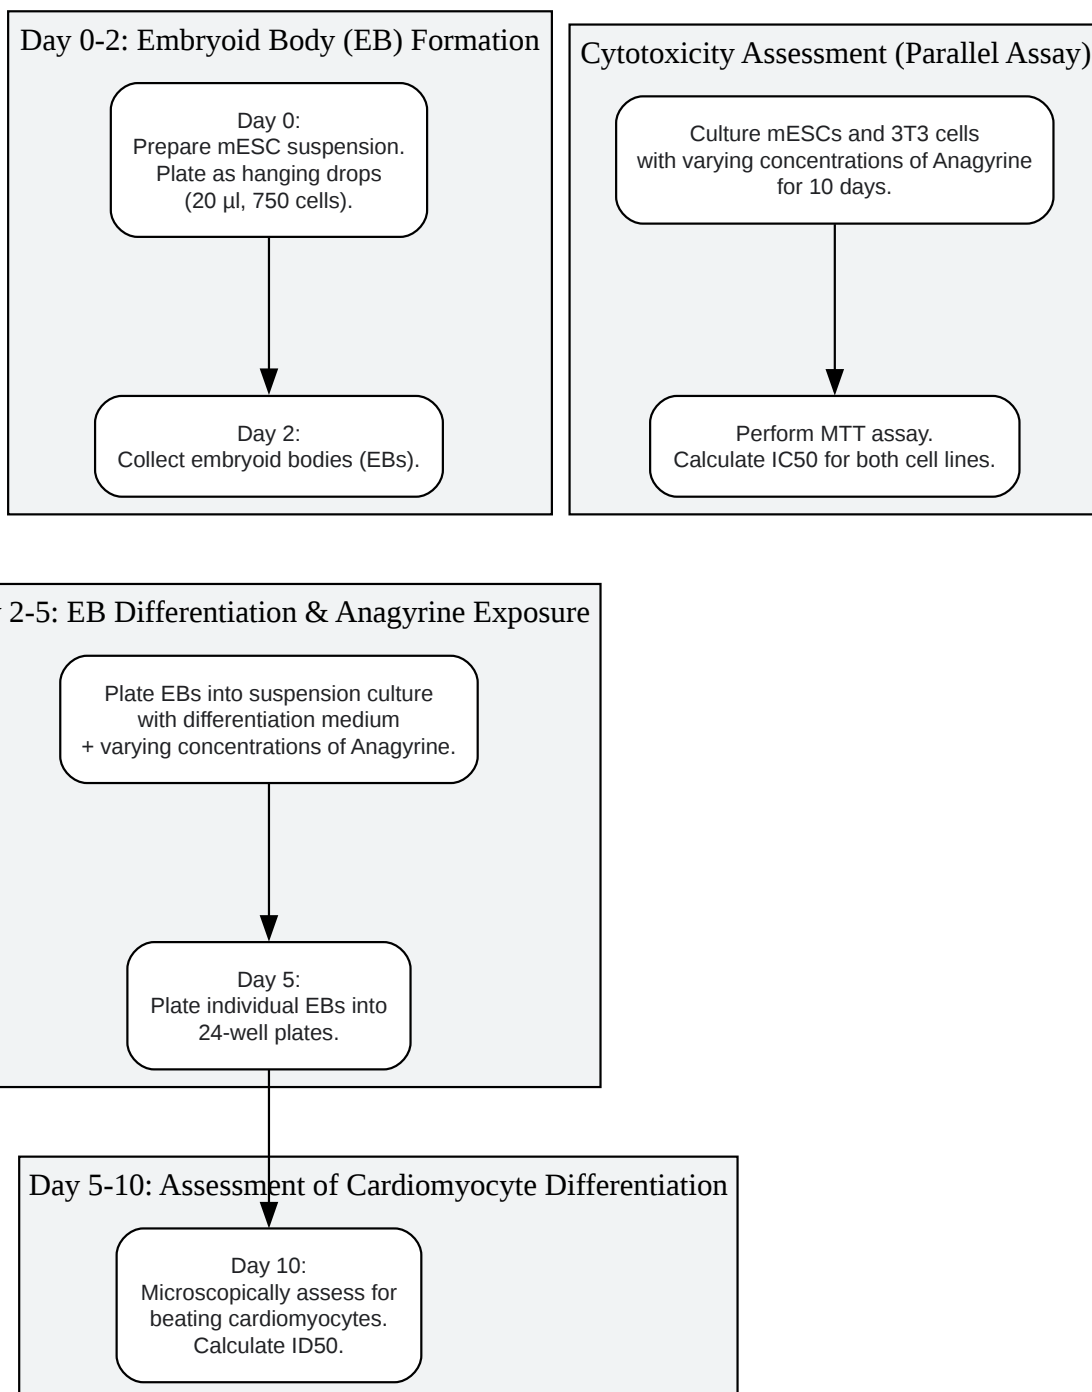 Day 0-2: Embryoid Body (EB) Formation
Day 0:
Prepare mESC suspension.
Plate as hanging drops
(20 µl, 750 cells).
Day 2:
Collect embryoid bodies (EBs).
Cytotoxicity Assessment (Parallel Assay)
Culture mESCs and 3T3 cells
with varying concentrations of Anagyrine
for 10 days.
Perform MTT assay.
Calculate IC50 for both cell lines.
2-5: EB Differentiation & Anagyrine Exposure
Plate EBs into suspension culture
with differentiation medium
+ varying concentrations of Anagyrine.
Day 5:
Plate individual EBs into
24-well plates.
Day 5-10: Assessment of Cardiomyocyte Differentiation
Day 10:
Microscopically assess for
beating cardiomyocytes.
Calculate ID50.